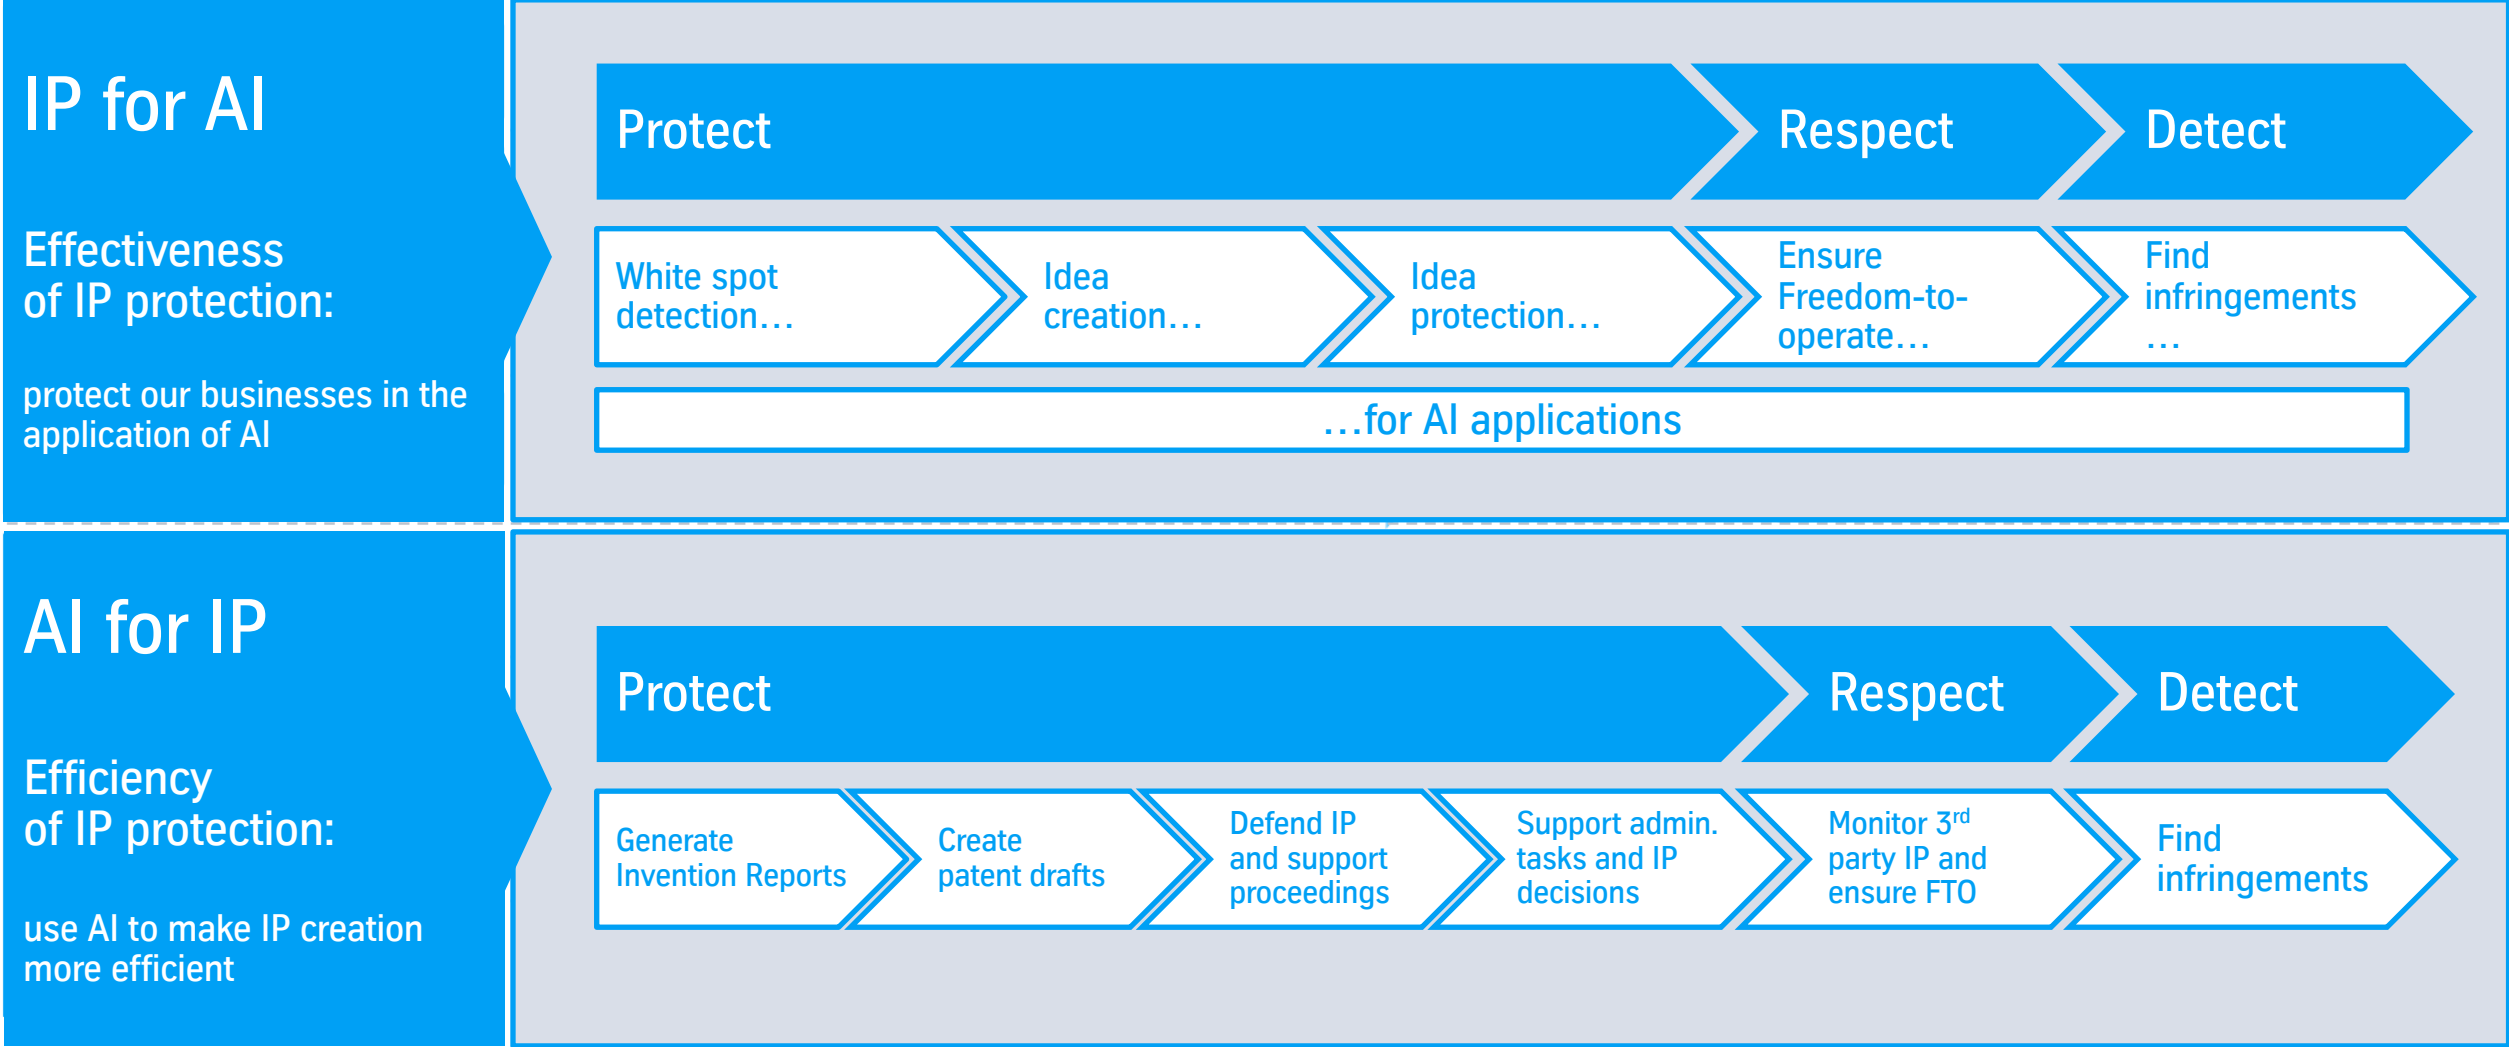 IP for AI
Effectiveness
of IP protection:
protect our businesses in the
application of AI
Protect
Respect
Detect
White spot
detection…
Idea
creation…
Idea
protection…
Ensure
Freedom-to-
operate…
Find
infringements
…
…for AI applications
AI for IP
Efficiency
of IP protection:
use AI to make IP creation
more efficient
Protect
Respect
Detect
Generate
Invention Reports
Create
patent drafts
Defend IP
and support
proceedings
Support admin.
tasks and IP
decisions
Monitor 3rd
party IP and
ensure FTO
Find
infringements